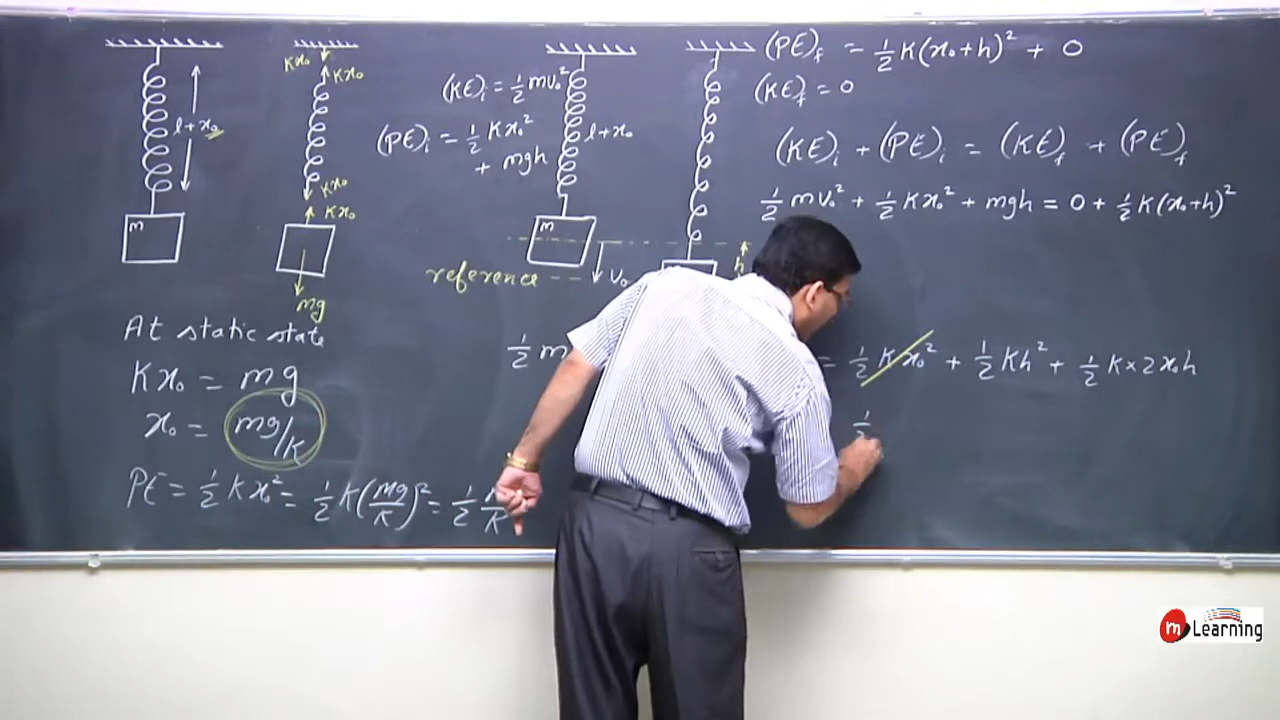 l+x₀
m
Kx₀
Kx₀
Kx₀
Kx₀
mg
At static state
Kx₀ = mg
x₀ = mg/K
PE = ½ Kx₀² = ½ K(mg/K)² = ½
(KE)ᵢ = ½ mv₀²
(PE)ᵢ = ½ Kx₀²
+ mgh
l+x₀
m
reference
v₀
h
½ m
(PE)f = ½ K(x₀+h)² + 0
(KE)f = 0
(KE)ᵢ + (PE)ᵢ = (KE)f + (PE)f
½ mv₀² + ½ Kx₀² + mgh = 0 + ½ K(x₀+h)²
= ½ Kx₀² + ½ Kh² + ½ K×2x₀h
m Learning